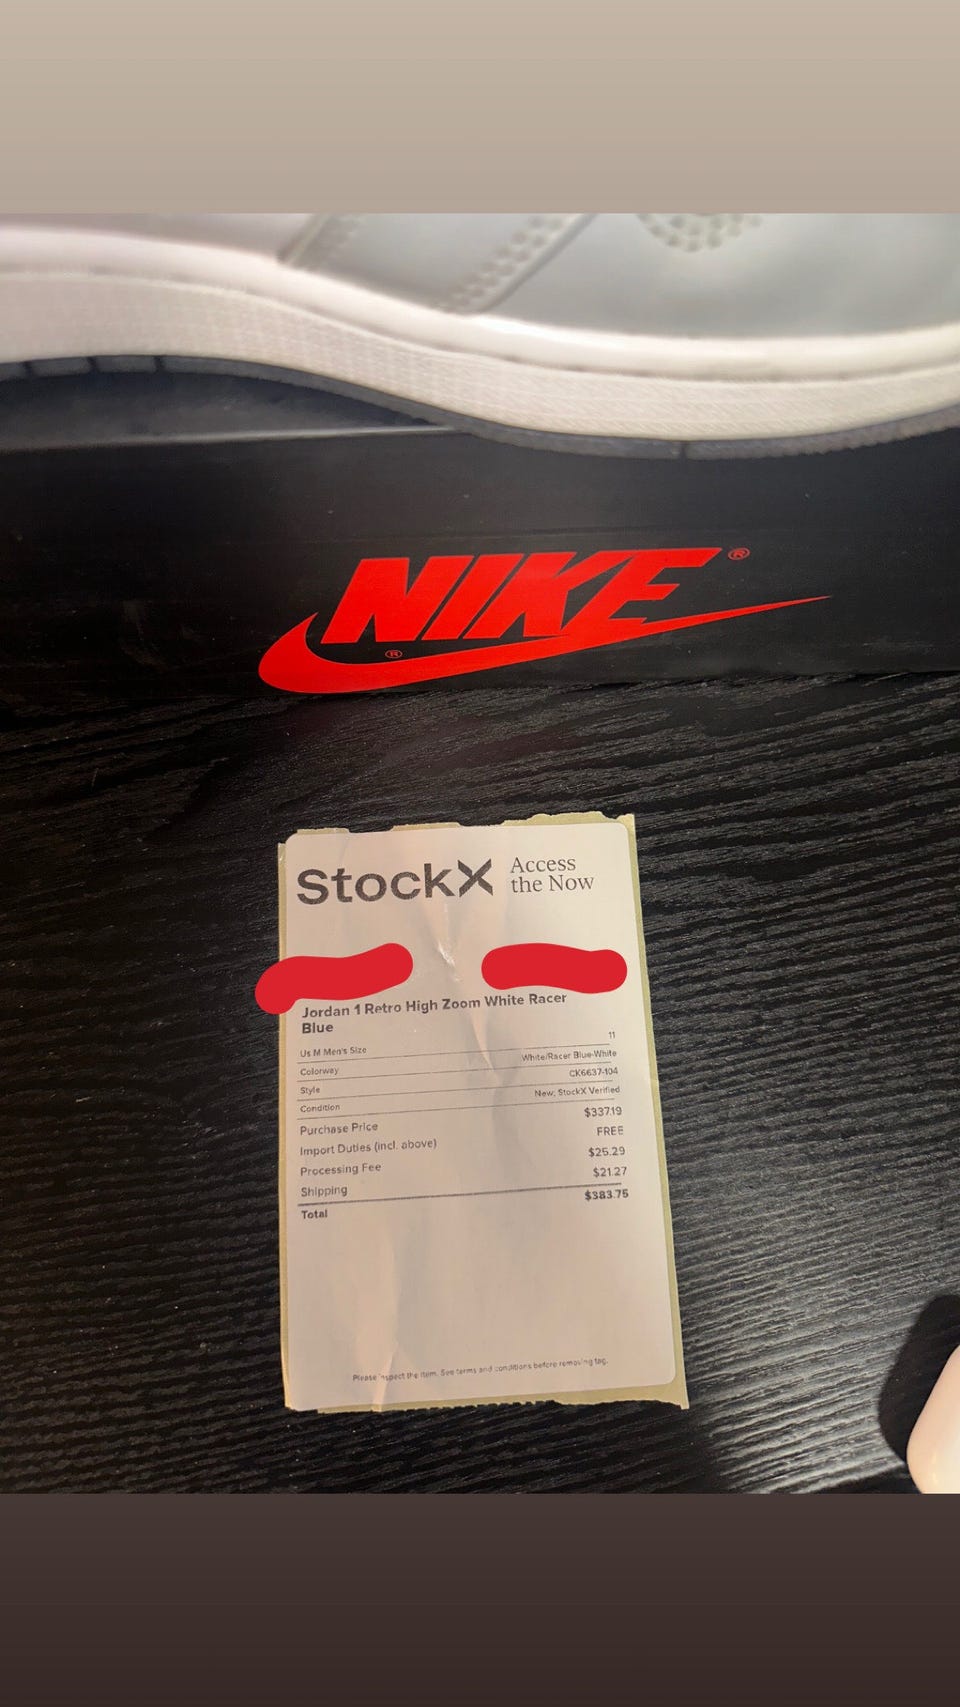 NIKE®
®
StockX Access
the Now
Jordan 1 Retro High Zoom White Racer
Blue
Us M Men's Size 11
Colorway White/Racer Blue-White
Style CK6637-104
Condition New; StockX Verified
Purchase Price $337.19
Import Duties (incl. above) FREE
Processing Fee $25.29
Shipping $21.27
Total $383.75
Please inspect the item. See terms and conditions before removing tag.